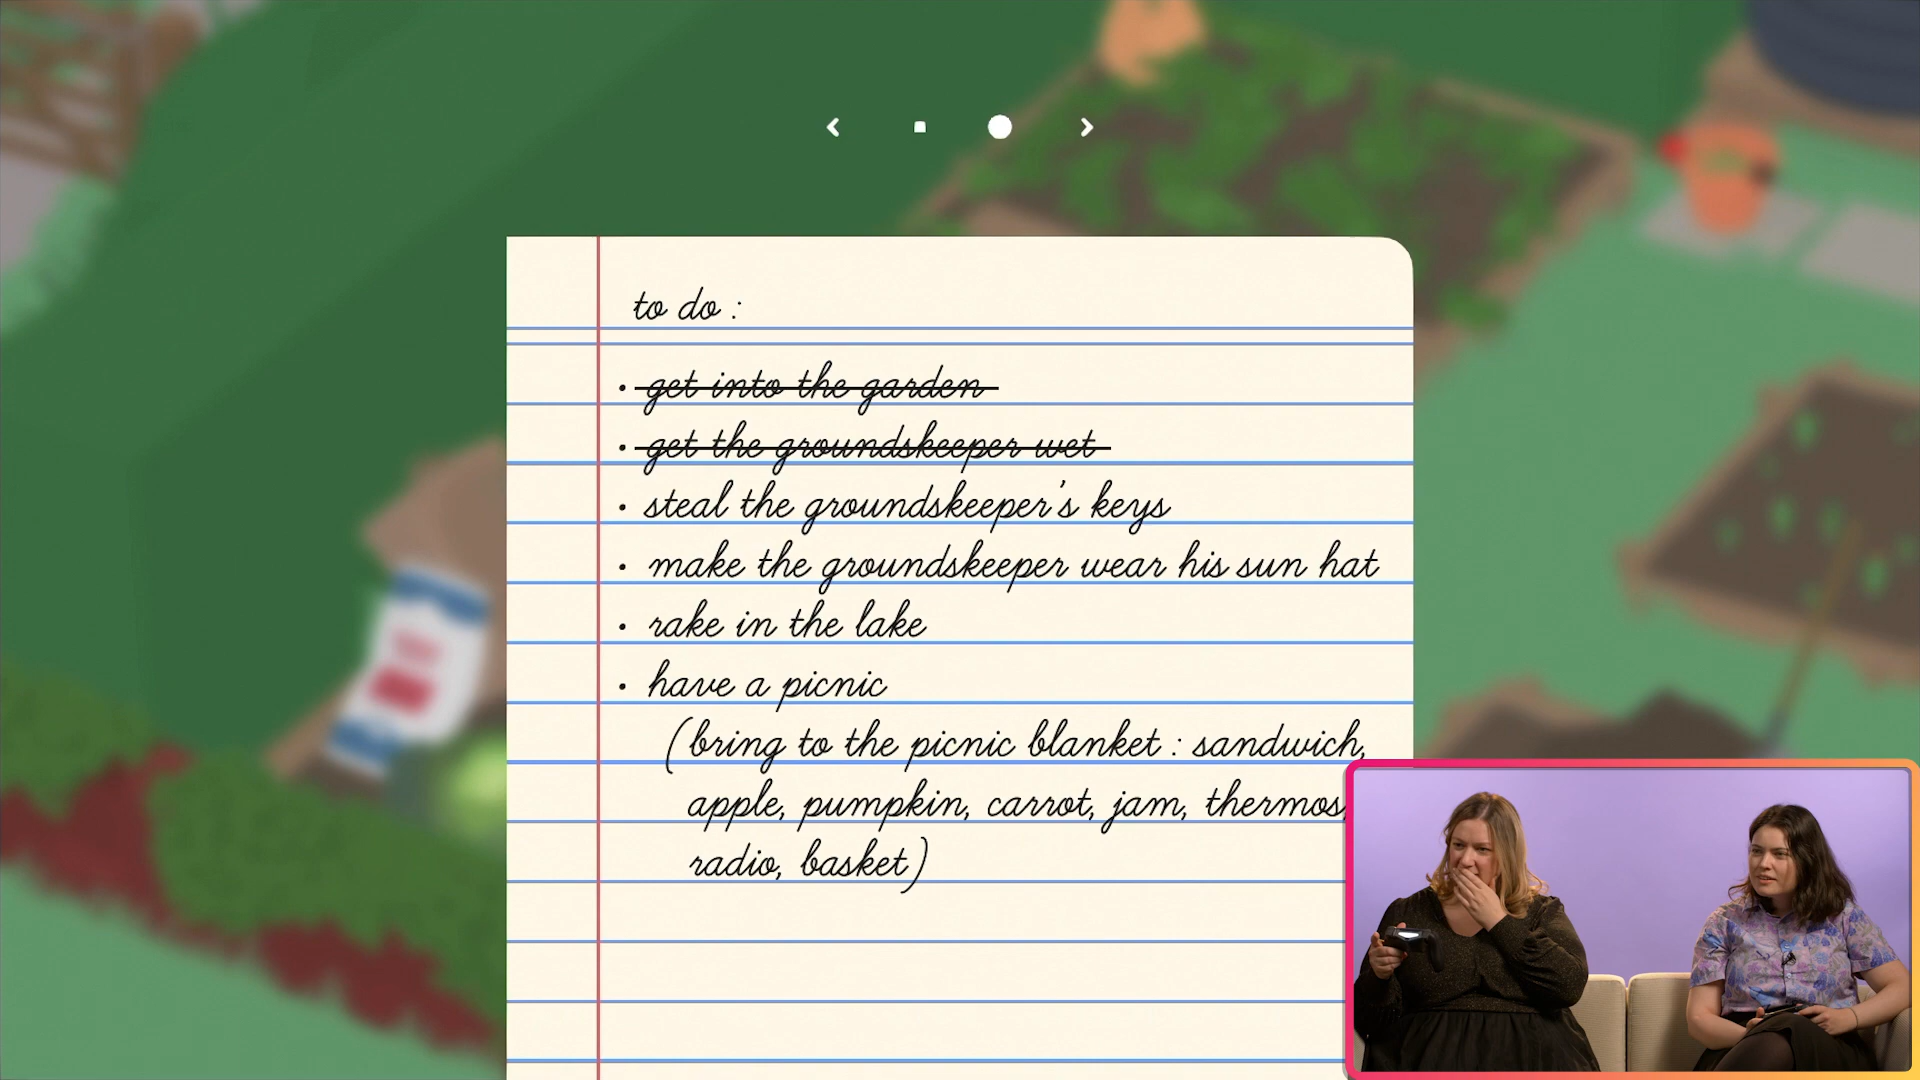 to do :
• get into the garden
• get the groundskeeper wet
• steal the groundskeeper's keys
• make the groundskeeper wear his sun hat
• rake in the lake
• have a picnic
(bring to the picnic blanket : sandwich,
apple, pumpkin, carrot, jam, thermos,
radio, basket)